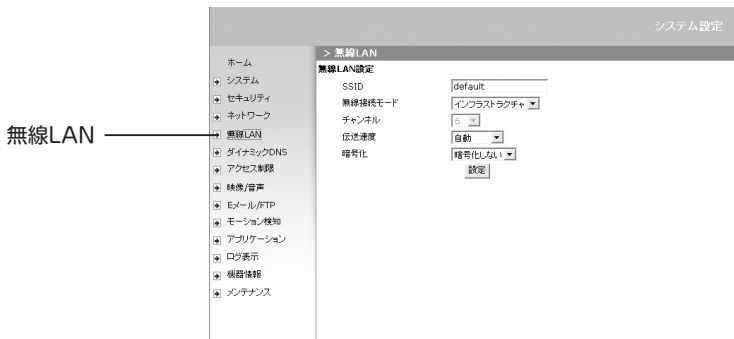 システム設定
無線LAN
ホーム
システム
セキュリティ
ネットワーク
無線LAN
ダイナミックDNS
アクセス制限
映像/音声
Eメール/FTP
モーション検知
アプリケーション
ログ表示
機器情報
メンテナンス
> 無線LAN
無線LAN設定
SSID default
無線接続モード インフラストラクチャ
チャンネル 6
伝送速度 自動
暗号化 暗号化しない
設定